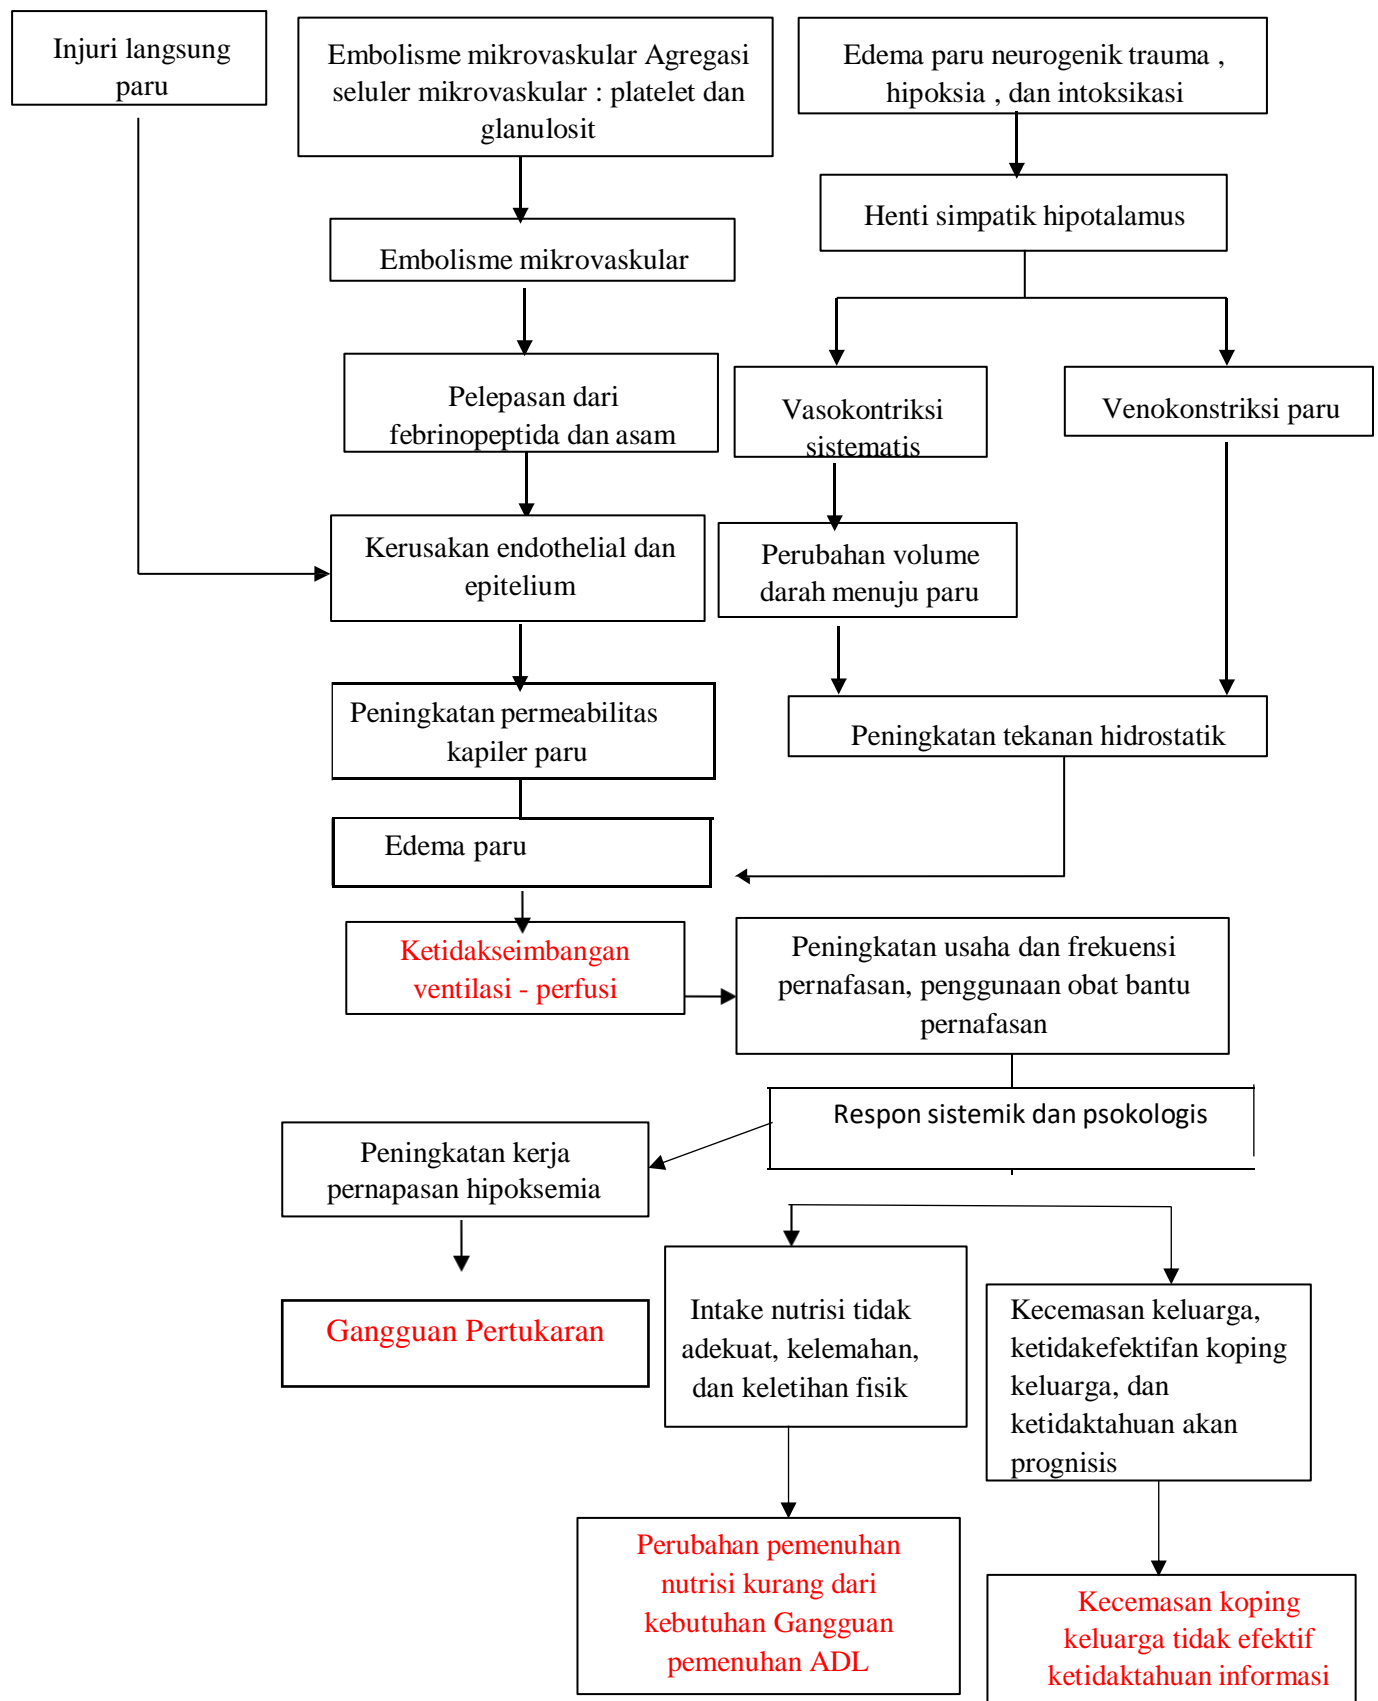 Injuri langsung
paru
Embolisme mikrovaskular Agregasi
seluler mikrovaskular : platelet dan
glanulosit
Edema paru neurogenik trauma ,
hipoksia , dan intoksikasi
Henti simpatik hipotalamus
Embolisme mikrovaskular
Pelepasan dari
febrinopeptida dan asam
Vasokontriksi
sistematis
Venokonstriksi paru
Kerusakan endothelial dan
epitelium
Perubahan volume
darah menuju paru
Peningkatan permeabilitas
kapiler paru
Peningkatan tekanan hidrostatik
Edema paru
Ketidakseimbangan
ventilasi - perfusi
Peningkatan usaha dan frekuensi
pernafasan, penggunaan obat bantu
pernafasan
Respon sistemik dan psokologis
Peningkatan kerja
pernapasan hipoksemia
Gangguan Pertukaran
Intake nutrisi tidak
adekuat, kelemahan,
dan keletihan fisik
Kecemasan keluarga,
ketidakefektifan koping
keluarga, dan
ketidaktahuan akan
prognisis
Perubahan pemenuhan
nutrisi kurang dari
kebutuhan Gangguan
pemenuhan ADL
Kecemasan koping
keluarga tidak efektif
ketidaktahuan informasi